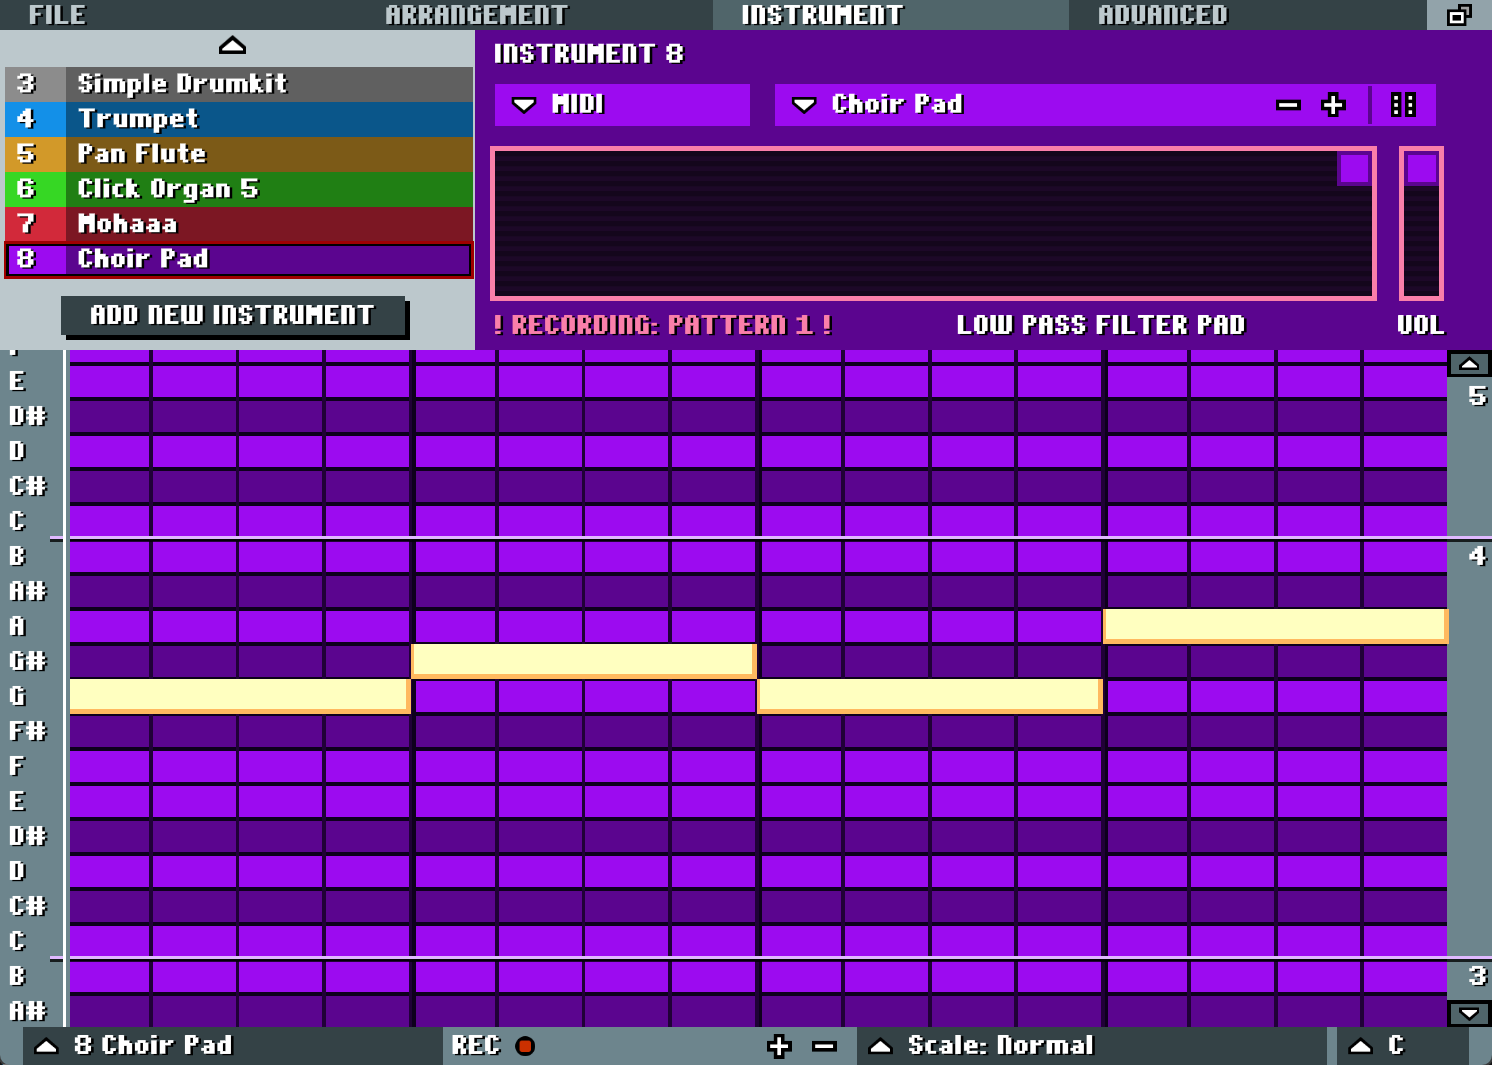 FILE ARRANGEMENT INSTRUMENT ADVANCED
3 Simple Drumkit
4 Trumpet
5 Pan Flute
6 Click Organ 5
7 Mohaaa
8 Choir Pad
ADD NEW INSTRUMENT
INSTRUMENT 8
MIDI Choir Pad
! RECORDING: PATTERN 1 ! LOW PASS FILTER PAD VOL
E
D# 5
D
C#
C
B 4
A#
A
G#
G
F#
F
E
D#
D
C#
C
B 3
A#
8 Choir Pad REC Scale: Normal C